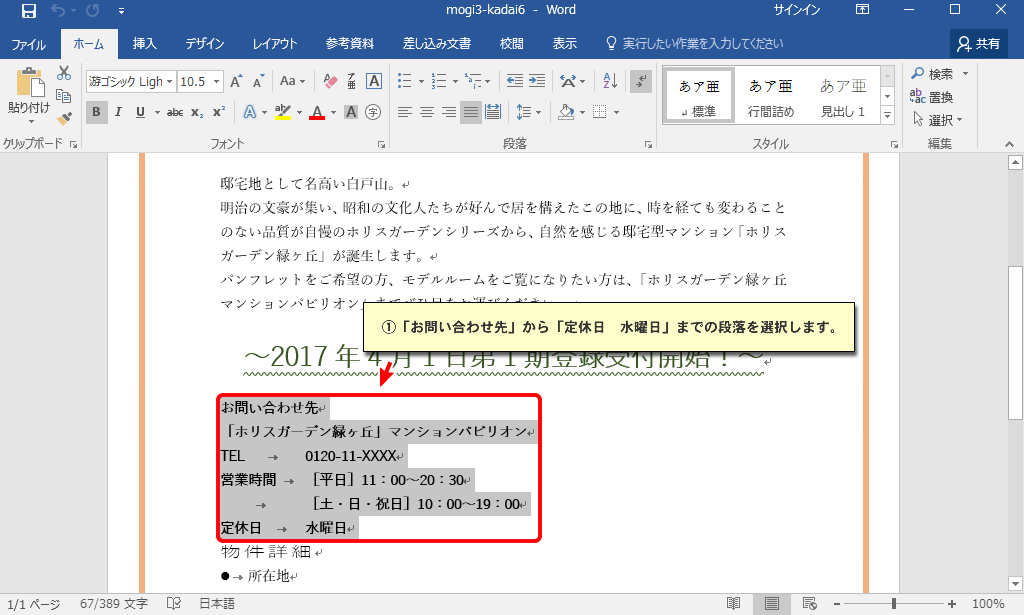 mogi3-kadai6 - Word
サインイン
ファイル ホーム 挿入 デザイン レイアウト 参考資料 差し込み文書 校閲 表示 実行したい作業を入力してください 共有
游ゴシック Ligh 10.5 A A Aa A 検索
貼り付け B I U abc x₂ x² A ab A A 字 あア亜 あア亜 あア亜 置換
標準 行間詰め 見出し 1 選択
クリップボード フォント 段落 スタイル 編集
邸宅地として名高い白戸山。
明治の文豪が集い、昭和の文化人たちが好んで居を構えたこの地に、時を経ても変わること
のない品質が自慢のホリスガーデンシリーズから、自然を感じる邸宅型マンション「ホリス
ガーデン緑ヶ丘」が誕生します。
パンフレットをご希望の方、モデルルームをご覧になりたい方は、「ホリスガーデン緑ヶ丘
マンションパビリオン
①「お問い合わせ先」から「定休日　水曜日」までの段落を選択します。
～2017 年 4 月 1 日第 1 期登録受付開始！～
お問い合わせ先
「ホリスガーデン緑ヶ丘」マンションパビリオン
TEL → 0120-11-XXXX
営業時間 → ［平日］11：00～20：30
→ ［土・日・祝日］10：00～19：00
定休日 → 水曜日
物件詳細
● → 所在地
1/1 ページ 67/389 文字 日本語 100%